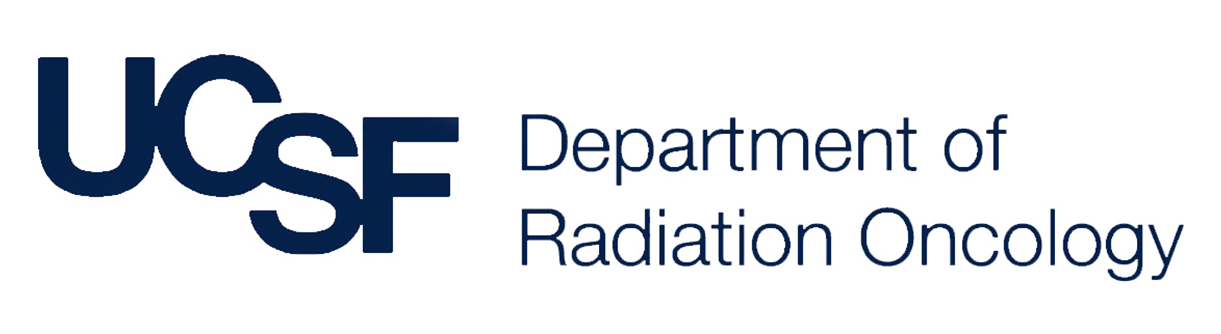 UCSF
Department of
Radiation Oncology